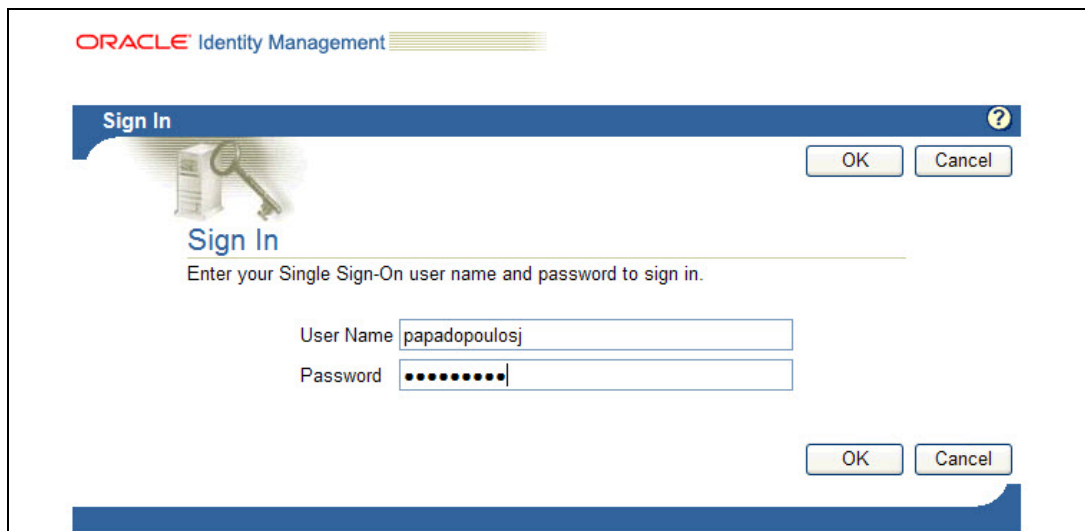 ORACLE Identity Management
Sign In
?
OK Cancel
Sign In
Enter your Single Sign-On user name and password to sign in.
User Name papadopoulosj
Password •••••••••
OK Cancel